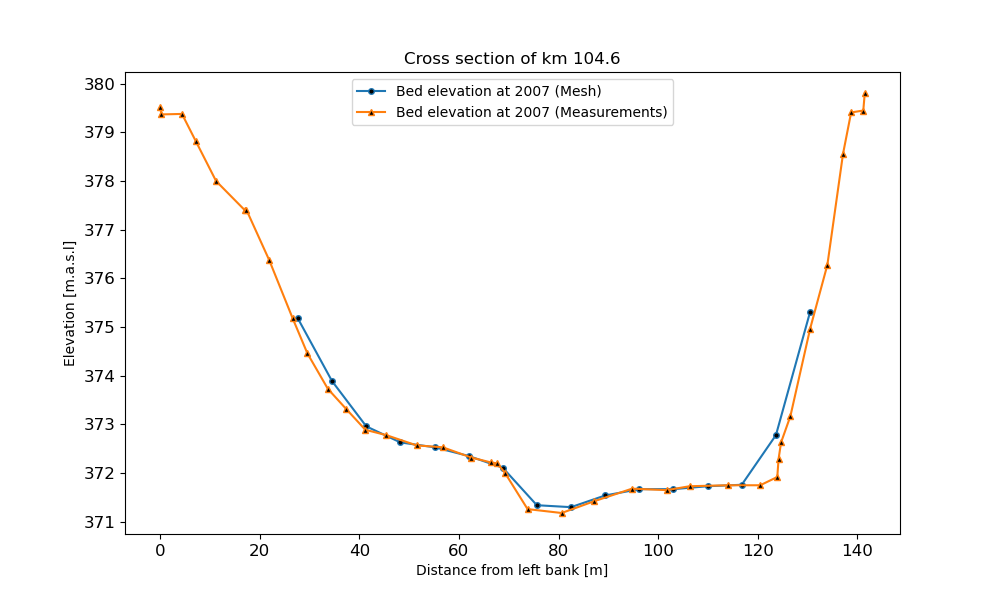 Cross section of km 104.6
Bed elevation at 2007 (Mesh)
Bed elevation at 2007 (Measurements)
380
379
378
377
376
375
374
373
372
371
Elevation [m.a.s.l]
0 20 40 60 80 100 120 140
Distance from left bank [m]